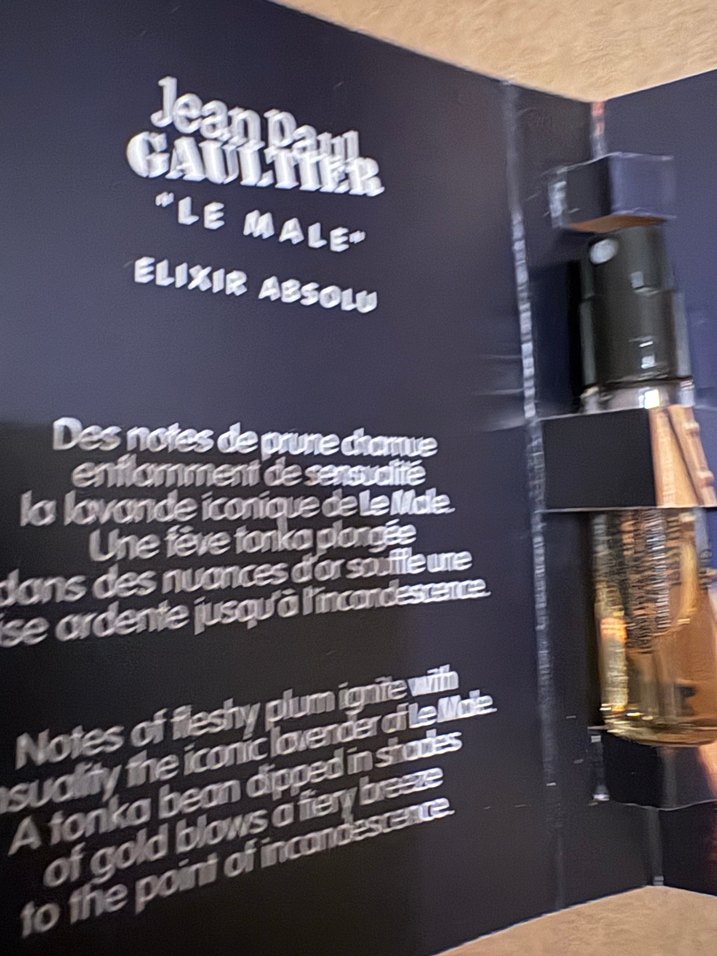 Jean Paul
GAULTIER
"LE MALE"
ELIXIR ABSOLU
Des notes de prune charnue
enflamment de sensualité
la lavande iconique de Le Male.
Une fève tonka plongée
dans des nuances d'or souffle une
ise ardente jusqu'à l'incandescence.
Notes of fleshy plum ignite with
nsuality the iconic lavender of Le Male.
A tonka bean dipped in shades
of gold blows a fiery breeze
to the point of incandescence.